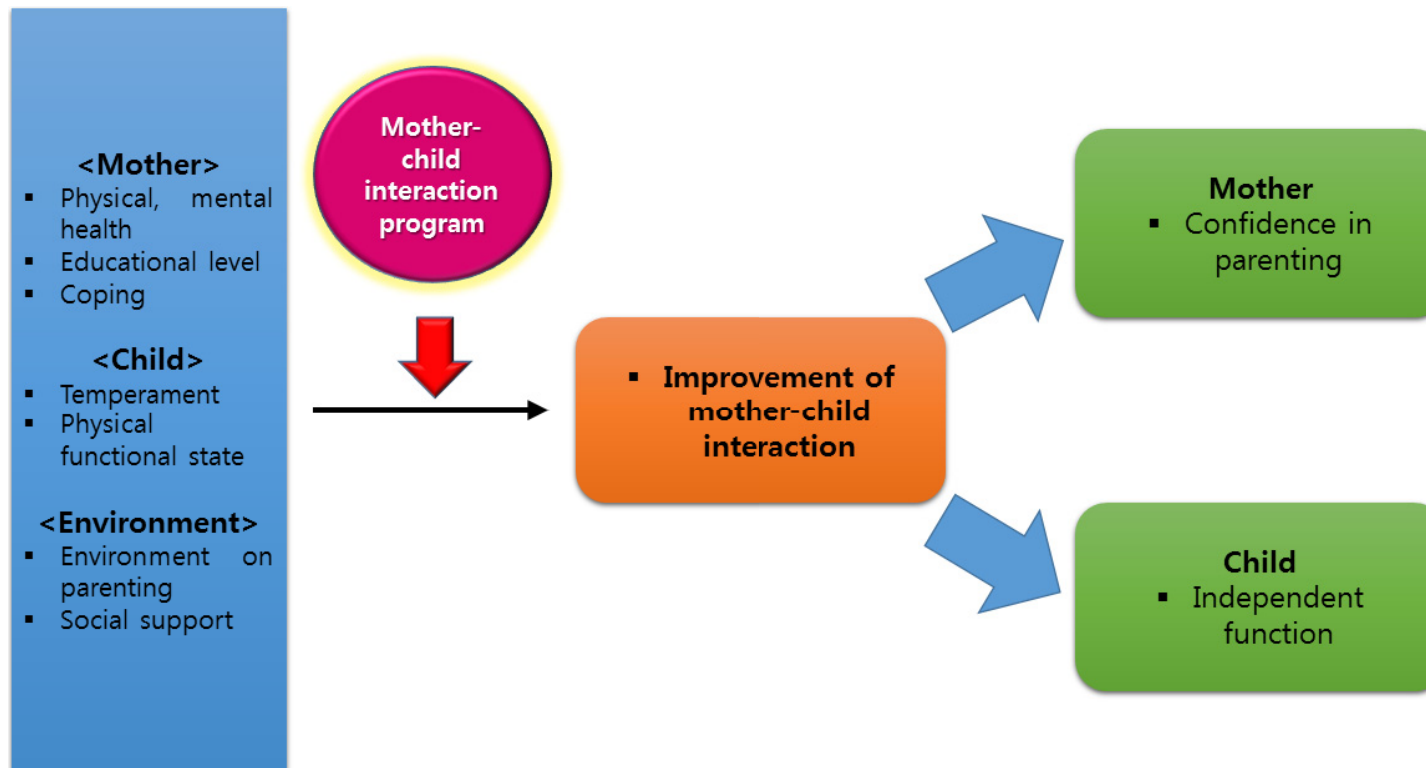 <Mother>
▪ Physical, mental
health
▪ Educational level
▪ Coping
<Child>
▪ Temperament
▪ Physical
functional state
<Environment>
▪ Environment on
parenting
▪ Social support
Mother-
child
interaction
program
▪ Improvement of
mother-child
interaction
Mother
▪ Confidence in
parenting
Child
▪ Independent
function